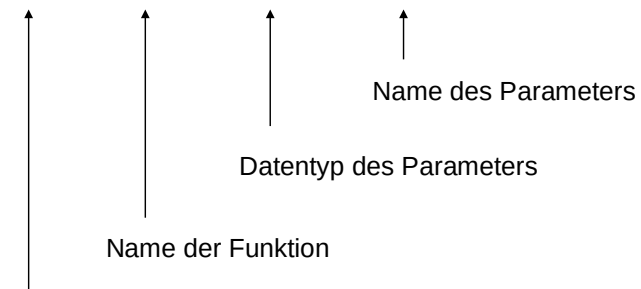 Name des Parameters
Datentyp des Parameters
Name der Funktion